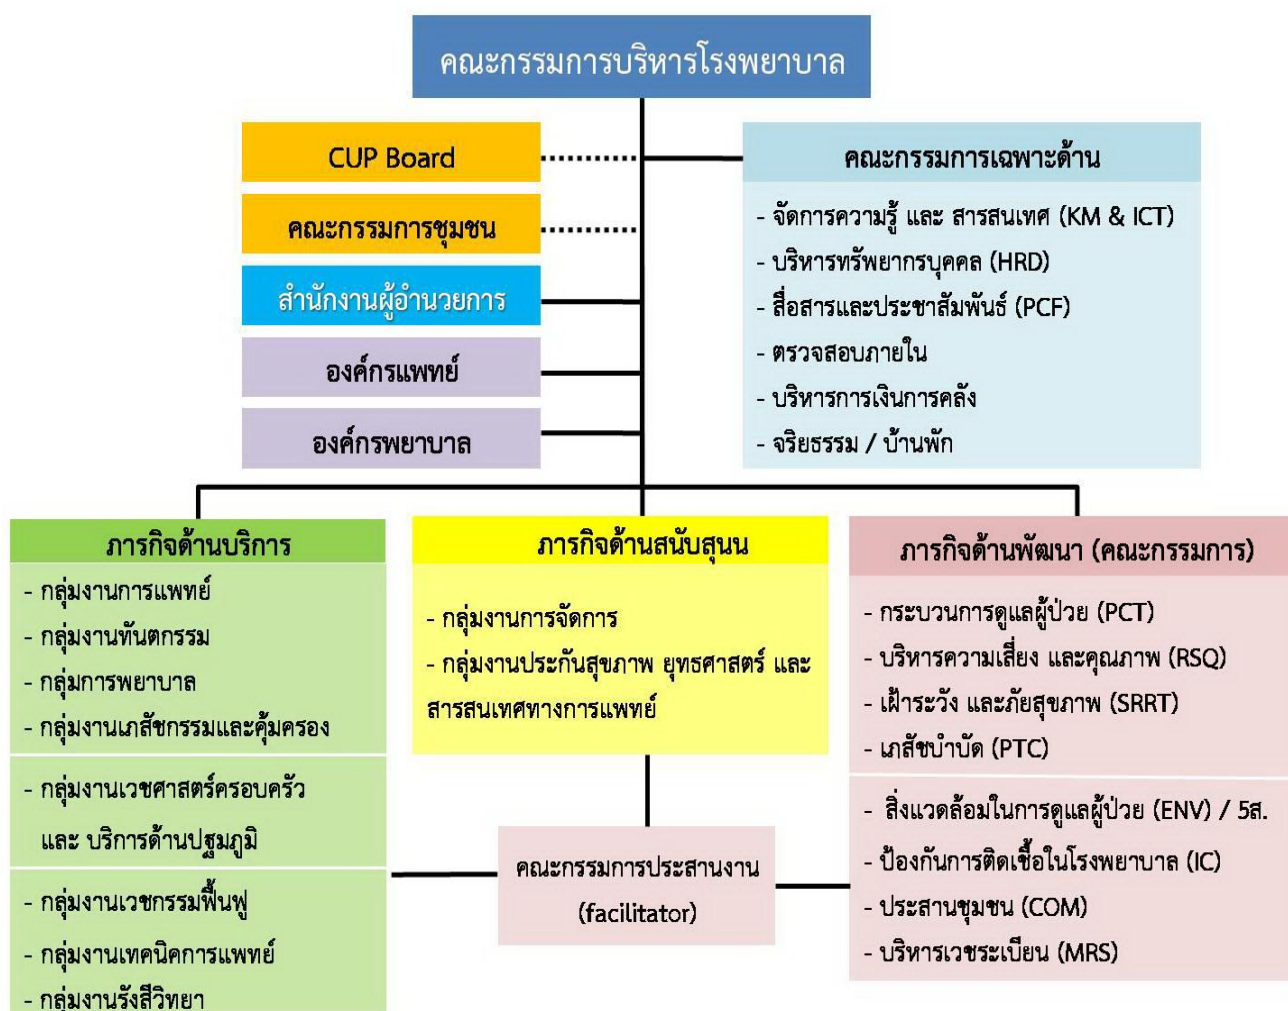 คณะกรรมการบริหารโรงพยาบาล
CUP Board
คณะกรรมการชุมชน
สำนักงานผู้อำนวยการ
องค์กรแพทย์
องค์กรพยาบาล
คณะกรรมการเฉพาะด้าน
- จัดการความรู้ และ สารสนเทศ (KM & ICT)
- บริหารทรัพยากรบุคคล (HRD)
- สื่อสารและประชาสัมพันธ์ (PCF)
- ตรวจสอบภายใน
- บริหารการเงินการคลัง
- จริยธรรม / บ้านพัก
ภารกิจด้านบริการ
- กลุ่มงานการแพทย์
- กลุ่มงานทันตกรรม
- กลุ่มการพยาบาล
- กลุ่มงานเภสัชกรรมและคุ้มครอง
- กลุ่มงานเวชศาสตร์ครอบครัว
และ บริการด้านปฐมภูมิ
- กลุ่มงานเวชกรรมฟื้นฟู
- กลุ่มงานเทคนิคการแพทย์
- กลุ่มงานรังสีวิทยา
ภารกิจด้านสนับสุนน
- กลุ่มงานการจัดการ
- กลุ่มงานประกันสุขภาพ ยุทธศาสตร์ และ
สารสนเทศทางการแพทย์
คณะกรรมการประสานงาน
(facilitator)
ภารกิจด้านพัฒนา (คณะกรรมการ)
- กระบวนการดูแลผู้ป่วย (PCT)
- บริหารความเสี่ยง และคุณภาพ (RSQ)
- เฝ้าระวัง และภัยสุขภาพ (SRRT)
- เภสัชบำบัด (PTC)
- สิ่งแวดล้อมในการดูแลผู้ป่วย (ENV) / 5ส.
- ป้องกันการติดเชื้อในโรงพยาบาล (IC)
- ประสานชุมชน (COM)
- บริหารเวชระเบียน (MRS)